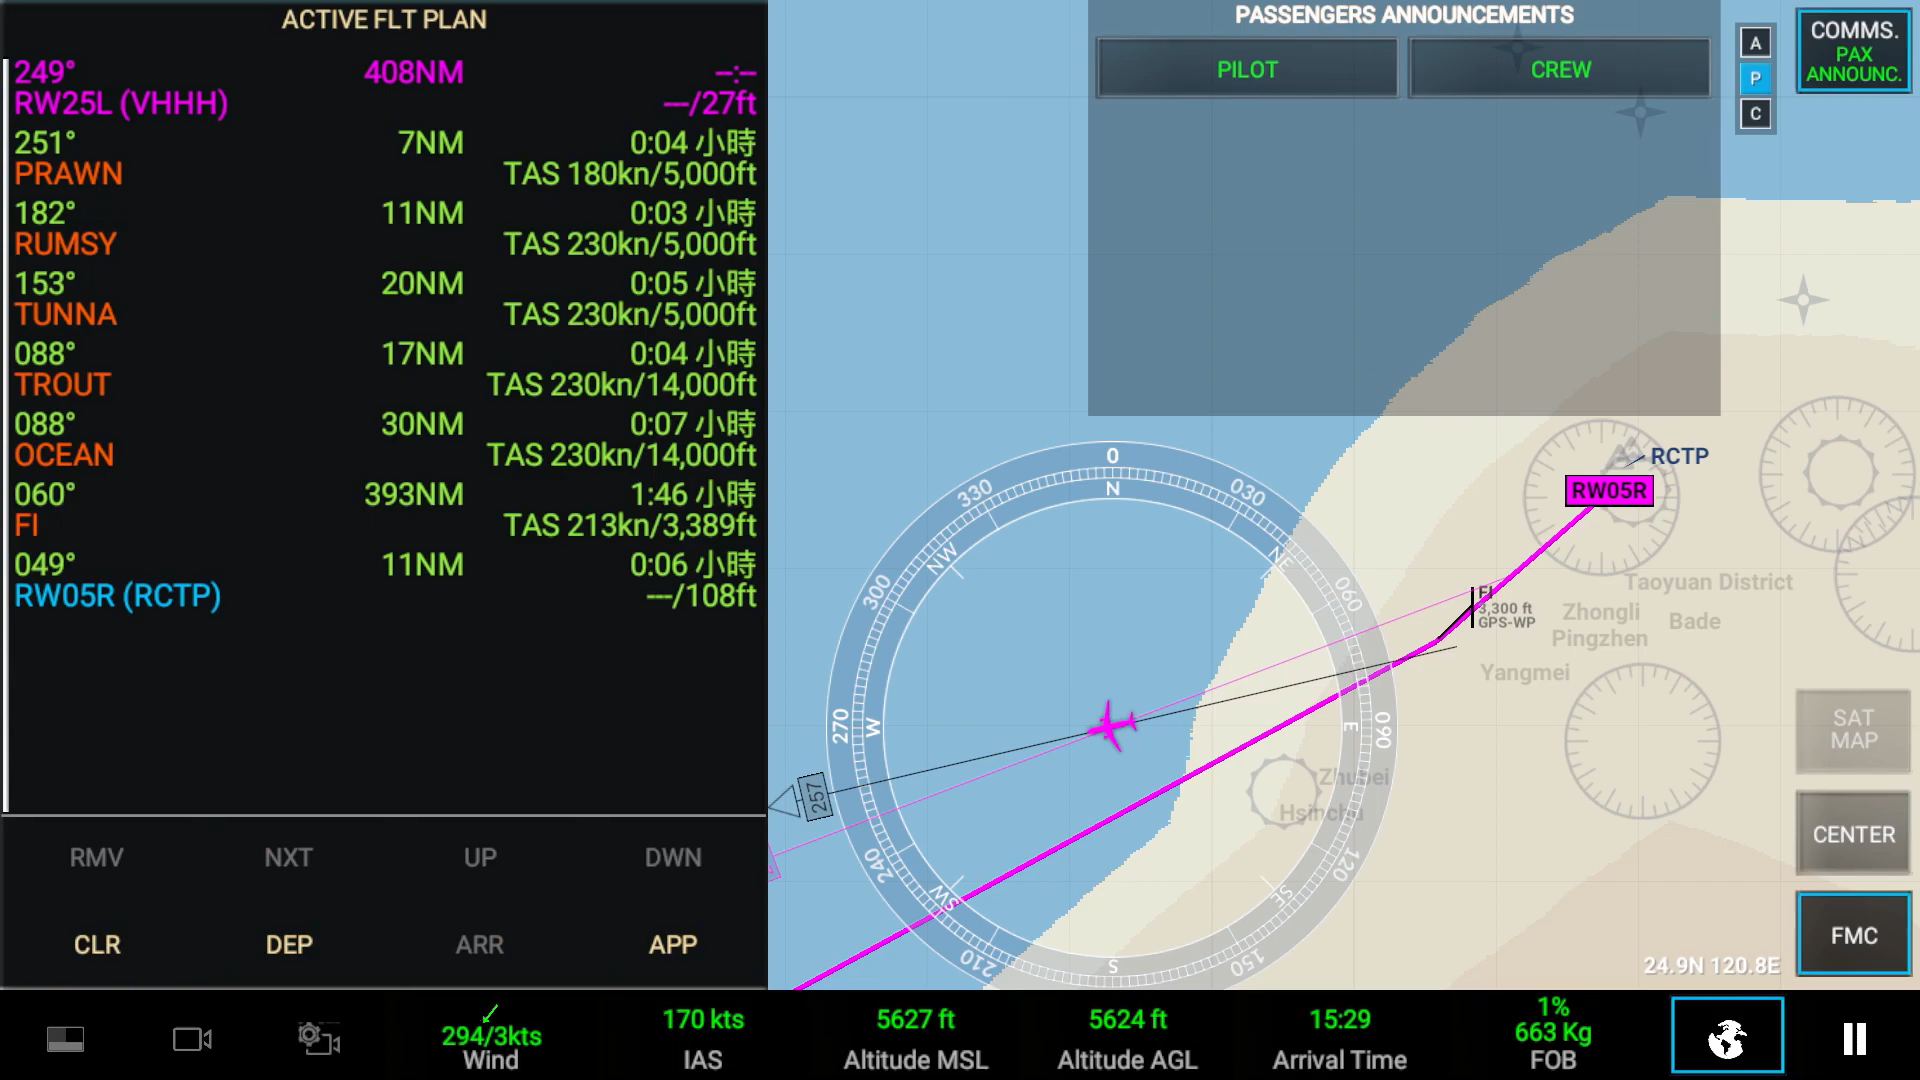 ACTIVE FLT PLAN
249° 408NM --:--
RW25L (VHHH) ---/27ft
251° 7NM 0:04 小時
PRAWN TAS 180kn/5,000ft
182° 11NM 0:03 小時
RUMSY TAS 230kn/5,000ft
153° 20NM 0:05 小時
TUNNA TAS 230kn/5,000ft
088° 17NM 0:04 小時
TROUT TAS 230kn/14,000ft
088° 30NM 0:07 小時
OCEAN TAS 230kn/14,000ft
060° 393NM 1:46 小時
FI TAS 213kn/3,389ft
049° 11NM 0:06 小時
RW05R (RCTP) ---/108ft
RMV NXT UP DWN
CLR DEP ARR APP
PASSENGERS ANNOUNCEMENTS
PILOT CREW
A
P
C
COMMS.
PAX
ANNOUNC.
RCTP
RW05R
FI
3,300 ft
GPS-WP
Taoyuan District
Zhongli
Bade
Pingzhen
Yangmei
Zhubei
Hsinchu
0
N
030
NE
060
090
E
120
SE
150
S
210
SW
240
257
270
W
300
NW
330
SAT
MAP
CENTER
FMC
24.9N 120.8E
294/3kts
Wind
170 kts
IAS
5627 ft
Altitude MSL
5624 ft
Altitude AGL
15:29
Arrival Time
1%
663 Kg
FOB